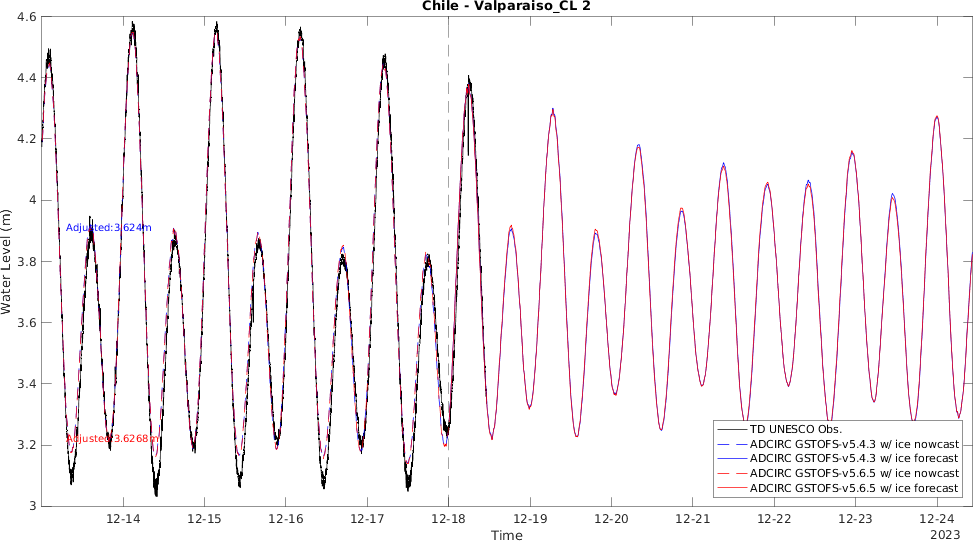 Chile - Valparaiso_CL 2
Water Level (m)
4.6
4.4
4.2
4
3.8
3.6
3.4
3.2
3
Adjusted:3.624m
Adjusted:3.6268m
TD UNESCO Obs.
ADCIRC GSTOFS-v5.4.3 w/ ice nowcast
ADCIRC GSTOFS-v5.4.3 w/ ice forecast
ADCIRC GSTOFS-v5.6.5 w/ ice nowcast
ADCIRC GSTOFS-v5.6.5 w/ ice forecast
12-14 12-15 12-16 12-17 12-18 12-19 12-20 12-21 12-22 12-23 12-24
Time
2023